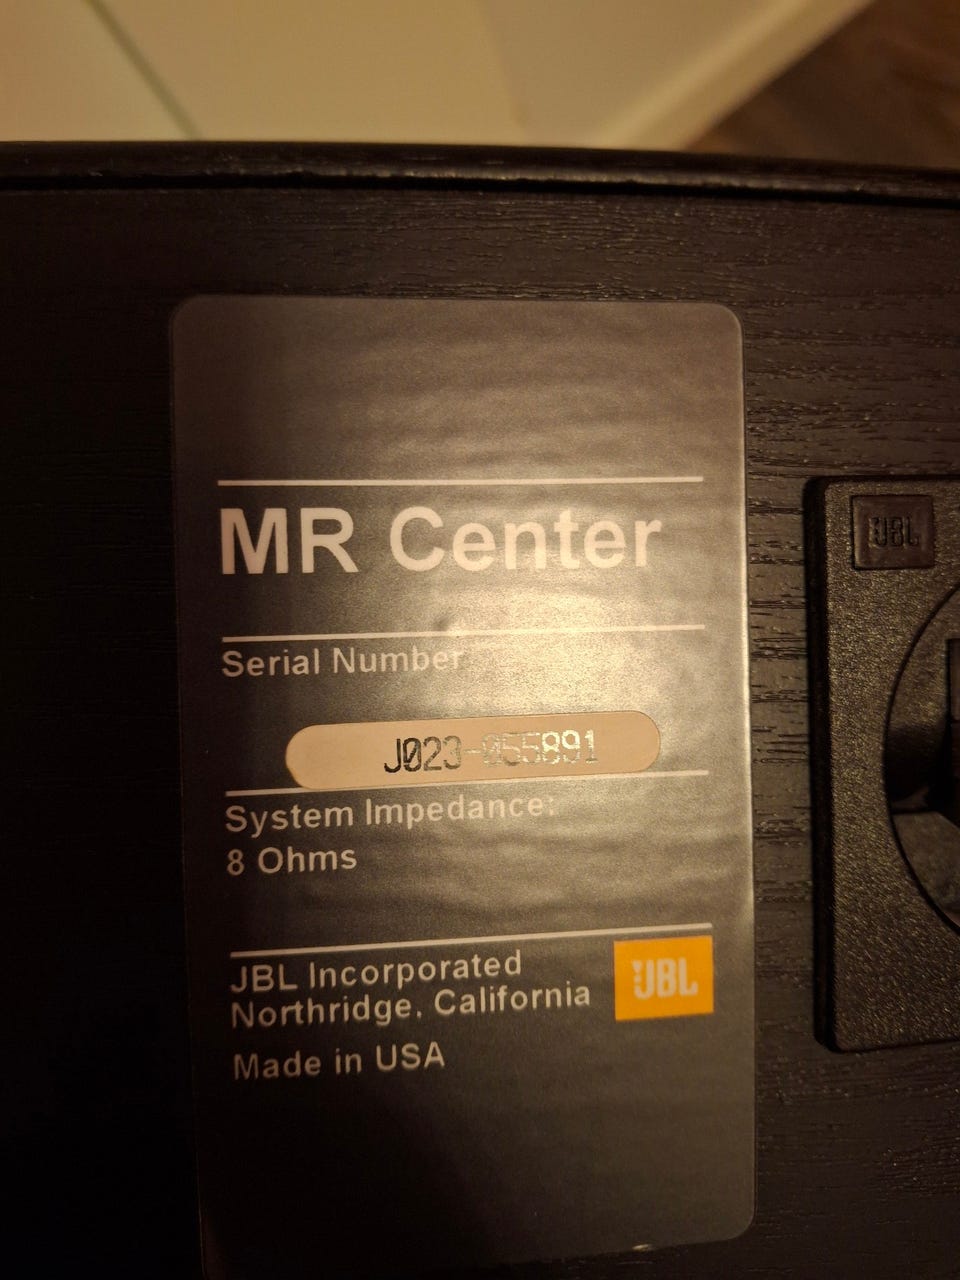 MR Center
Serial Number
J023-055891
System Impedance:
8 Ohms
JBL Incorporated
Northridge, California
JBL
Made in USA
JBL